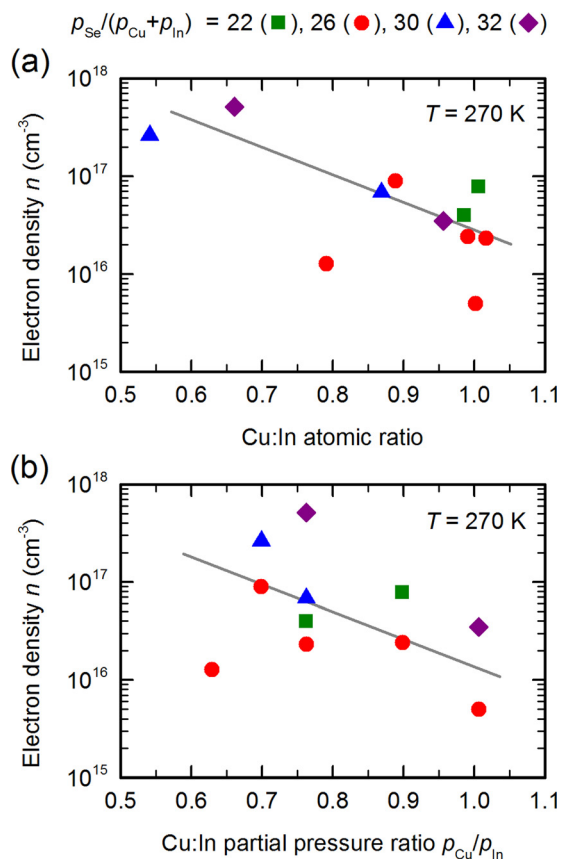 pSe/(pCu+pIn) = 22 (■), 26 (●), 30 (▲), 32 (◆)
(a)
T = 270 K
10^18
10^17
10^16
10^15
Electron density n (cm^-3)
0.5 0.6 0.7 0.8 0.9 1.0 1.1
Cu:In atomic ratio
(b)
T = 270 K
10^18
10^17
10^16
10^15
Electron density n (cm^-3)
0.5 0.6 0.7 0.8 0.9 1.0 1.1
Cu:In partial pressure ratio pCu/pIn